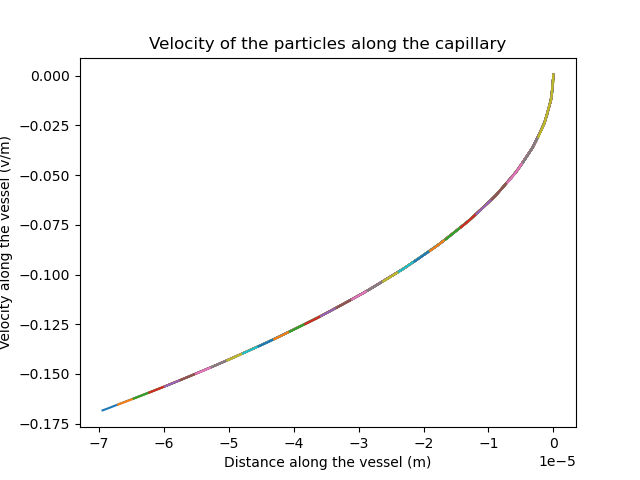 Velocity of the particles along the capillary
Velocity along the vessel (v/m)
0.000
−0.025
−0.050
−0.075
−0.100
−0.125
−0.150
−0.175
−7 −6 −5 −4 −3 −2 −1 0
1e−5
Distance along the vessel (m)